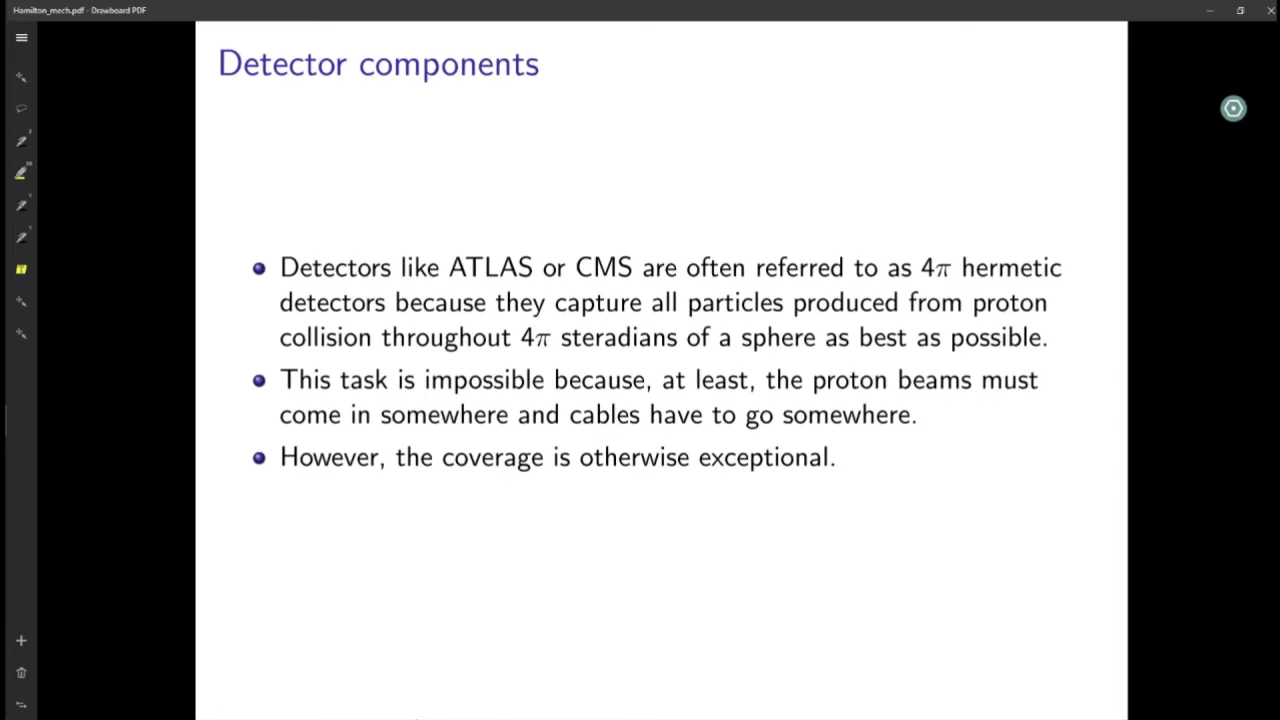 Hamilton_mech.pdf - Drawboard PDF
Detector components
Detectors like ATLAS or CMS are often referred to as 4π hermetic
detectors because they capture all particles produced from proton
collision throughout 4π steradians of a sphere as best as possible.
This task is impossible because, at least, the proton beams must
come in somewhere and cables have to go somewhere.
However, the coverage is otherwise exceptional.